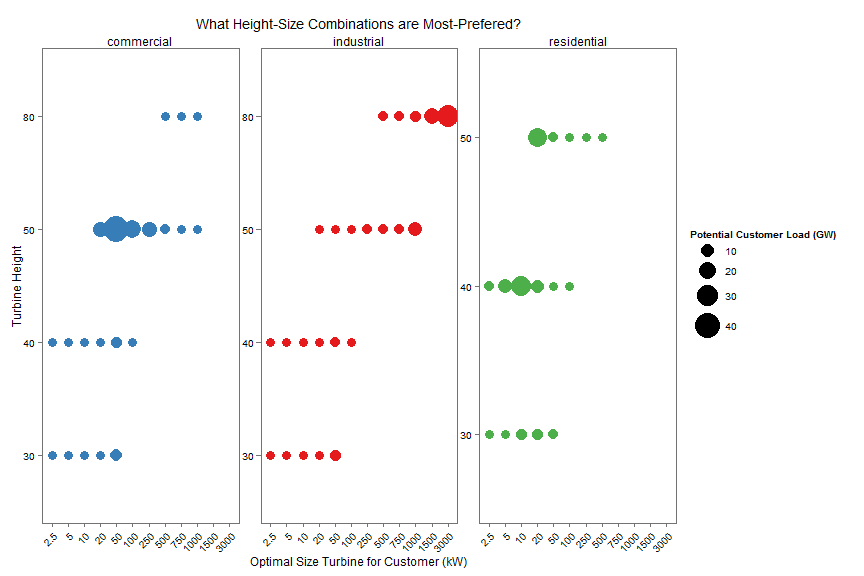 What Height-Size Combinations are Most-Prefered?
commercial
industrial
residential
Turbine Height
80
50
40
30
80
50
40
30
50
40
30
2.5 5 10 20 50 100 250 500 750 1000 1500 3000
2.5 5 10 20 50 100 250 500 750 1000 1500 3000
2.5 5 10 20 50 100 250 500 750 1000 1500 3000
Optimal Size Turbine for Customer (kW)
Potential Customer Load (GW)
10
20
30
40